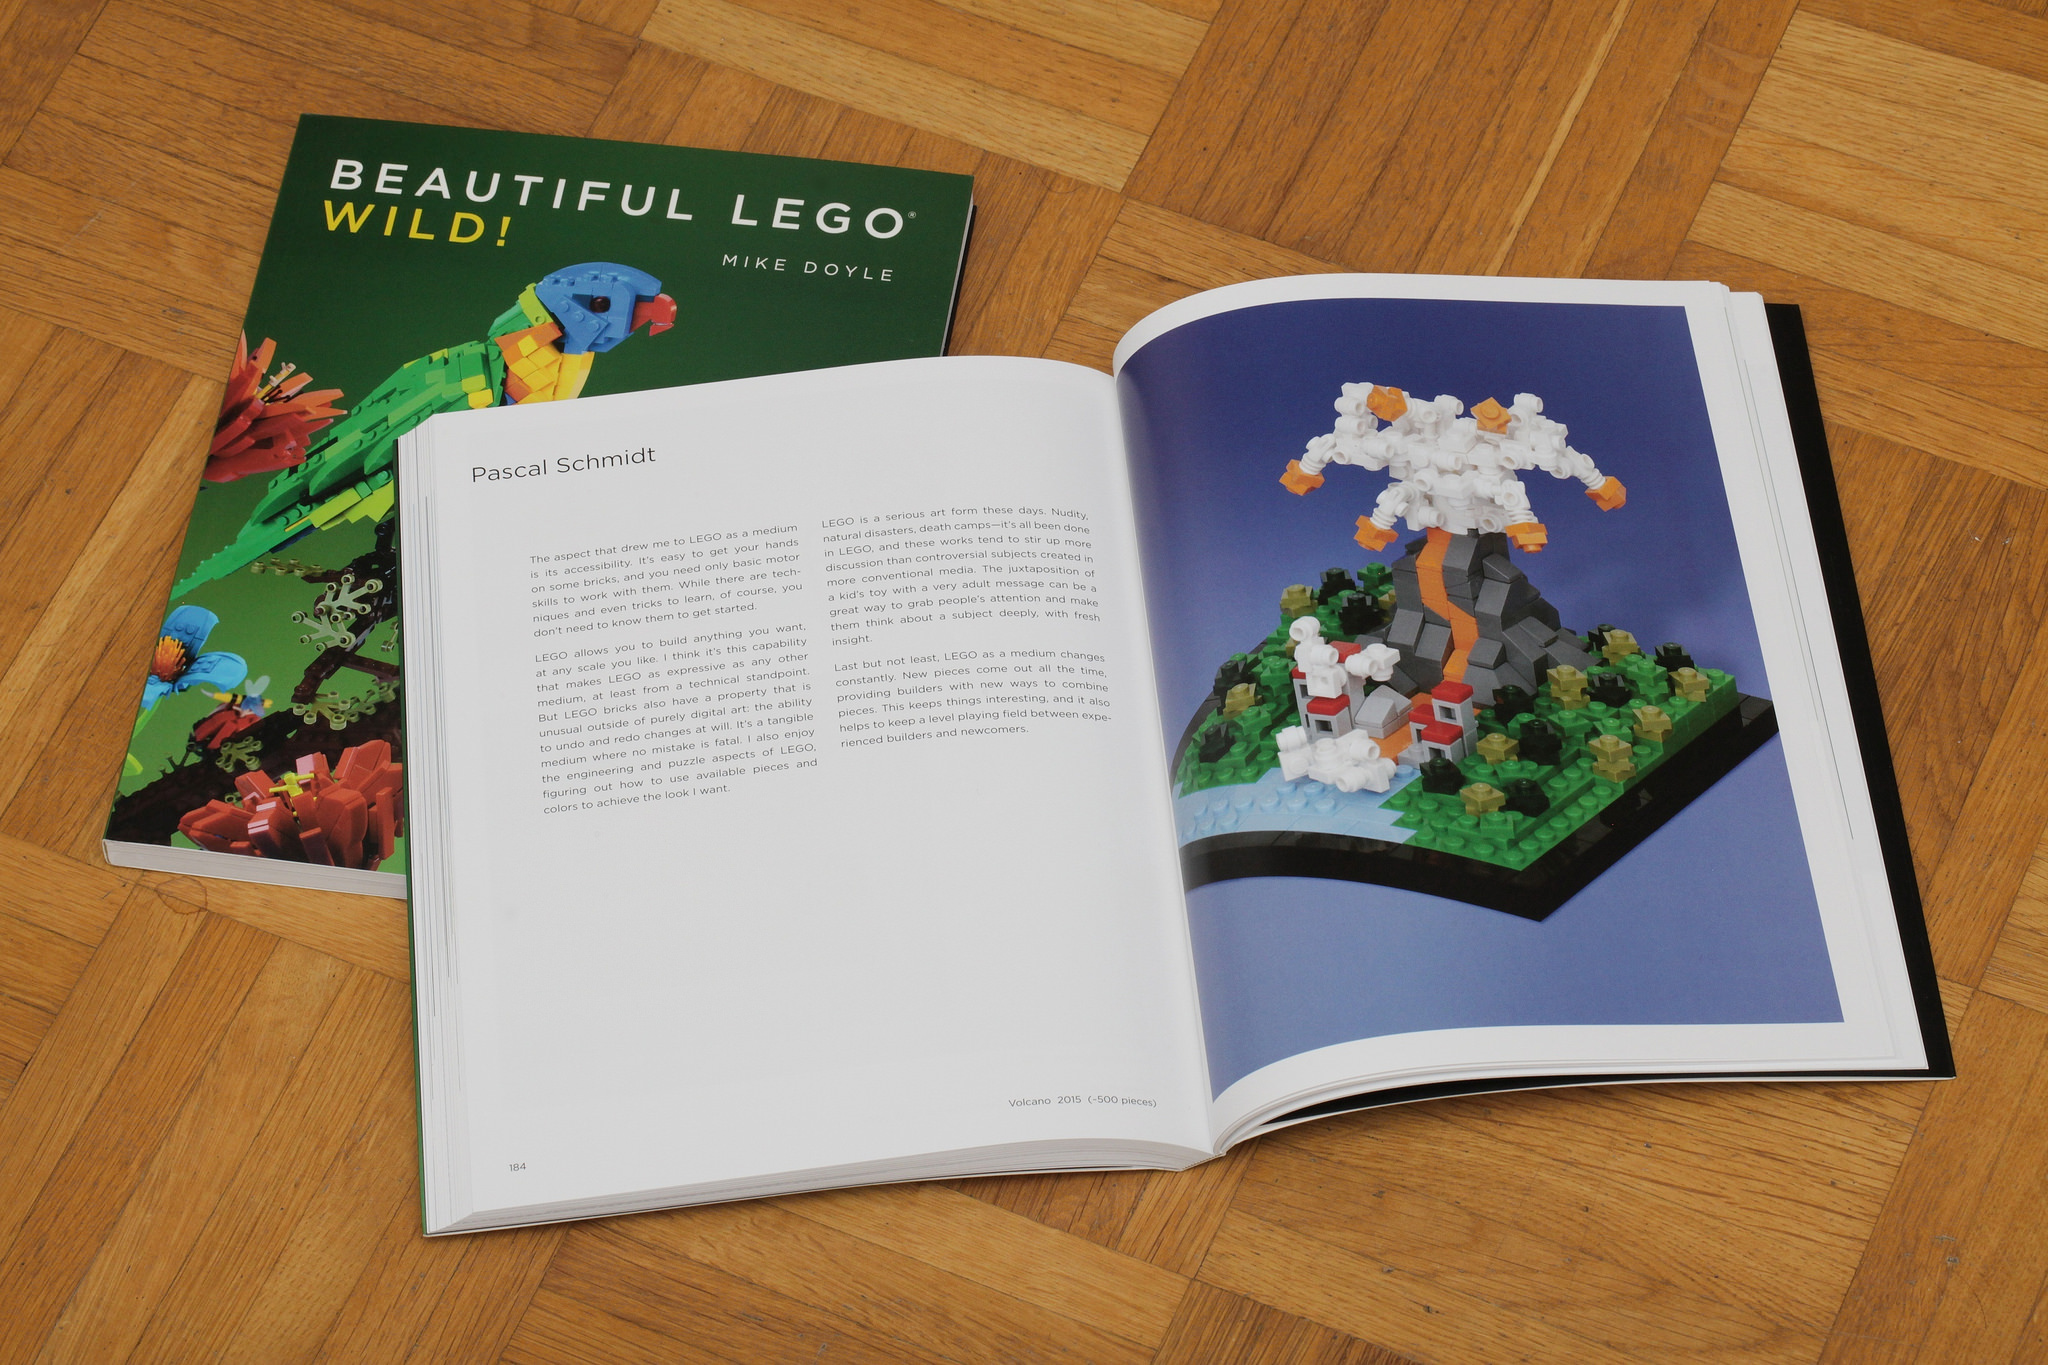 BEAUTIFUL LEGO®
WILD!
MIKE DOYLE
Pascal Schmidt
The aspect that drew me to LEGO as a medium
is its accessibility. It's easy to get your hands
on some bricks, and you need only basic motor
skills to work with them. While there are tech-
niques and even tricks to learn, of course, you
don't need to know them to get started.
LEGO allows you to build anything you want,
at any scale you like. I think it's this capability
that makes LEGO as expressive as any other
medium, at least from a technical standpoint.
But LEGO bricks also have a property that is
unusual outside of purely digital art: the ability
to undo and redo changes at will. It's a tangible
medium where no mistake is fatal. I also enjoy
the engineering and puzzle aspects of LEGO,
figuring out how to use available pieces and
colors to achieve the look I want.
LEGO is a serious art form these days. Nudity,
natural disasters, death camps—it's all been done
in LEGO, and these works tend to stir up more
discussion than controversial subjects created in
more conventional media. The juxtaposition of
a kid's toy with a very adult message can be a
great way to grab people's attention and make
them think about a subject deeply, with fresh
insight.
Last but not least, LEGO as a medium changes
constantly. New pieces come out all the time,
providing builders with new ways to combine
pieces. This keeps things interesting, and it also
helps to keep a level playing field between expe-
rienced builders and newcomers.
Volcano 2015 (~500 pieces)
184